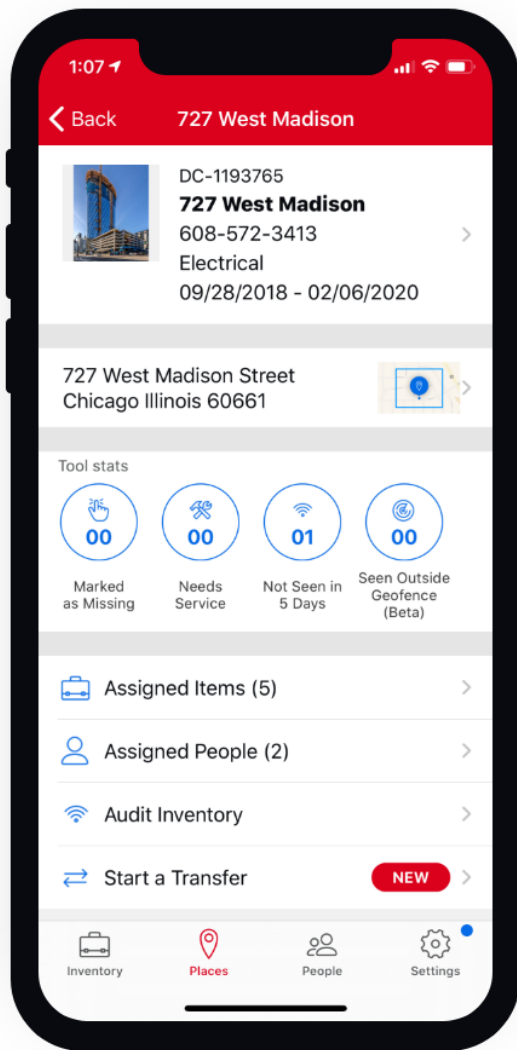 1:07
Back
727 West Madison
DC-1193765
727 West Madison
608-572-3413
Electrical
09/28/2018 - 02/06/2020
727 West Madison Street
Chicago Illinois 60661
Tool stats
00
Marked
as Missing
00
Needs
Service
01
Not Seen in
5 Days
00
Seen Outside
Geofence
(Beta)
Assigned Items (5)
Assigned People (2)
Audit Inventory
Start a Transfer
NEW
Inventory
Places
People
Settings